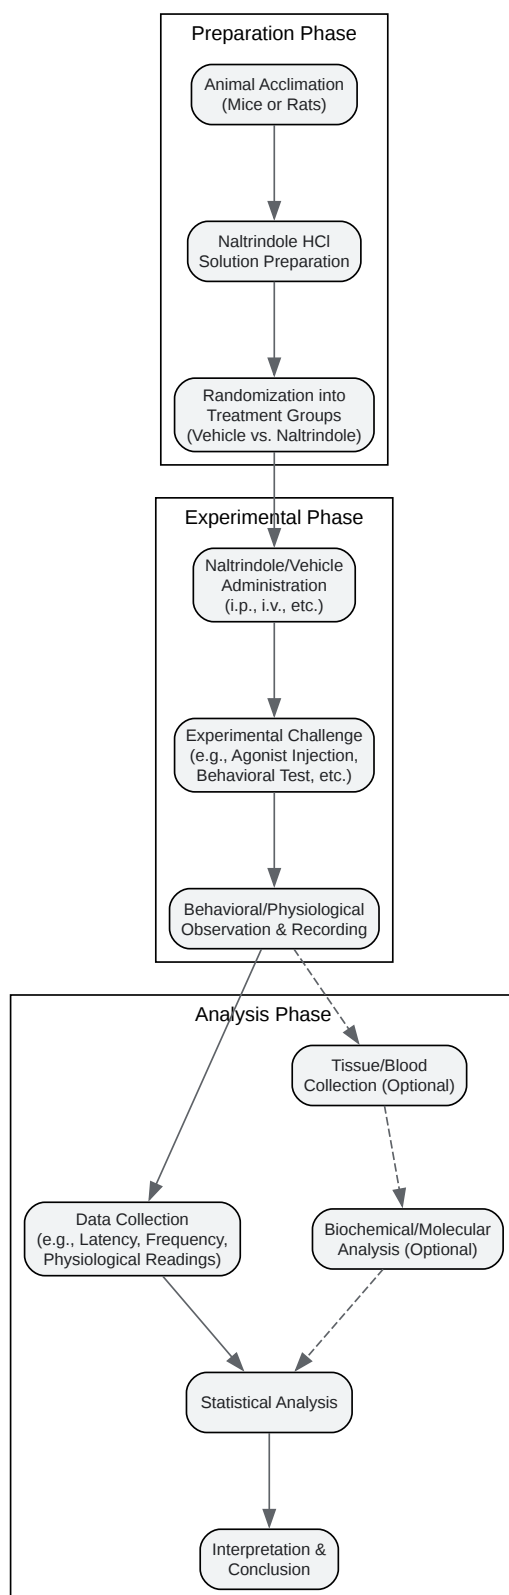 Preparation Phase
Animal Acclimation
(Mice or Rats)
Naltrindole HCl
Solution Preparation
Randomization into
Treatment Groups
(Vehicle vs. Naltrindole)
Experimental Phase
Naltrindole/Vehicle
Administration
(i.p., i.v., etc.)
Experimental Challenge
(e.g., Agonist Injection,
Behavioral Test, etc.)
Behavioral/Physiological
Observation & Recording
Analysis Phase
Tissue/Blood
Collection (Optional)
Data Collection
(e.g., Latency, Frequency,
Physiological Readings)
Biochemical/Molecular
Analysis (Optional)
Statistical Analysis
Interpretation &
Conclusion